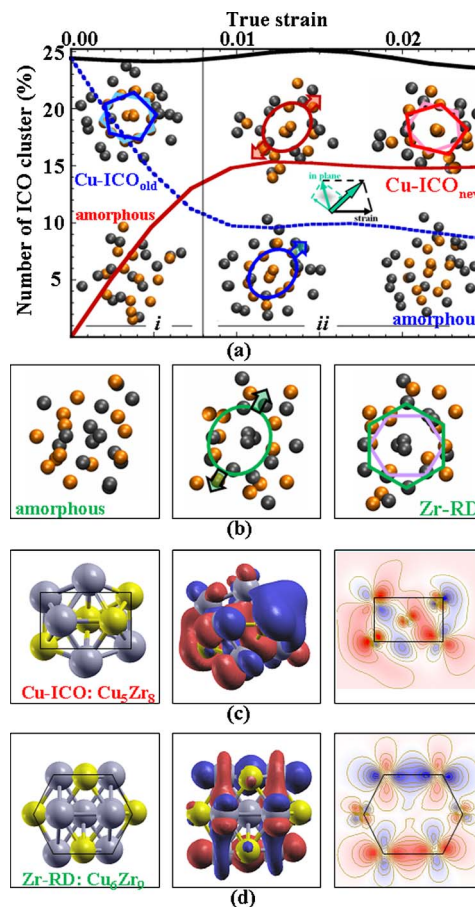 True strain
0.00 0.01 0.02
Number of ICO cluster (%)
25
20
15
10
5
Cu-ICOold
amorphous
Cu-ICOnew
in plane
strain
amorphous
i ii
(a)
amorphous
Zr-RD
(b)
Cu-ICO: Cu5Zr8
(c)
Zr-RD: Cu6Zr9
(d)